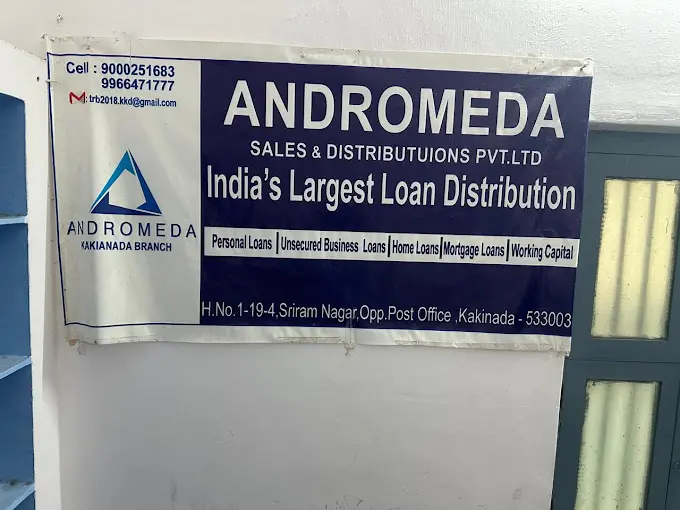 Cell : 9000251683
9966471777
M: trb2018.kkd@gmail.com
ANDROMEDA
KAKIANADA BRANCH
ANDROMEDA
SALES & DISTRIBUTUIONS PVT.LTD
India's Largest Loan Distribution
Personal Loans | Unsecured Business Loans | Home Loans | Mortgage Loans | Working Capital
H.No.1-19-4,Sriram Nagar,Opp.Post Office ,Kakinada - 533003